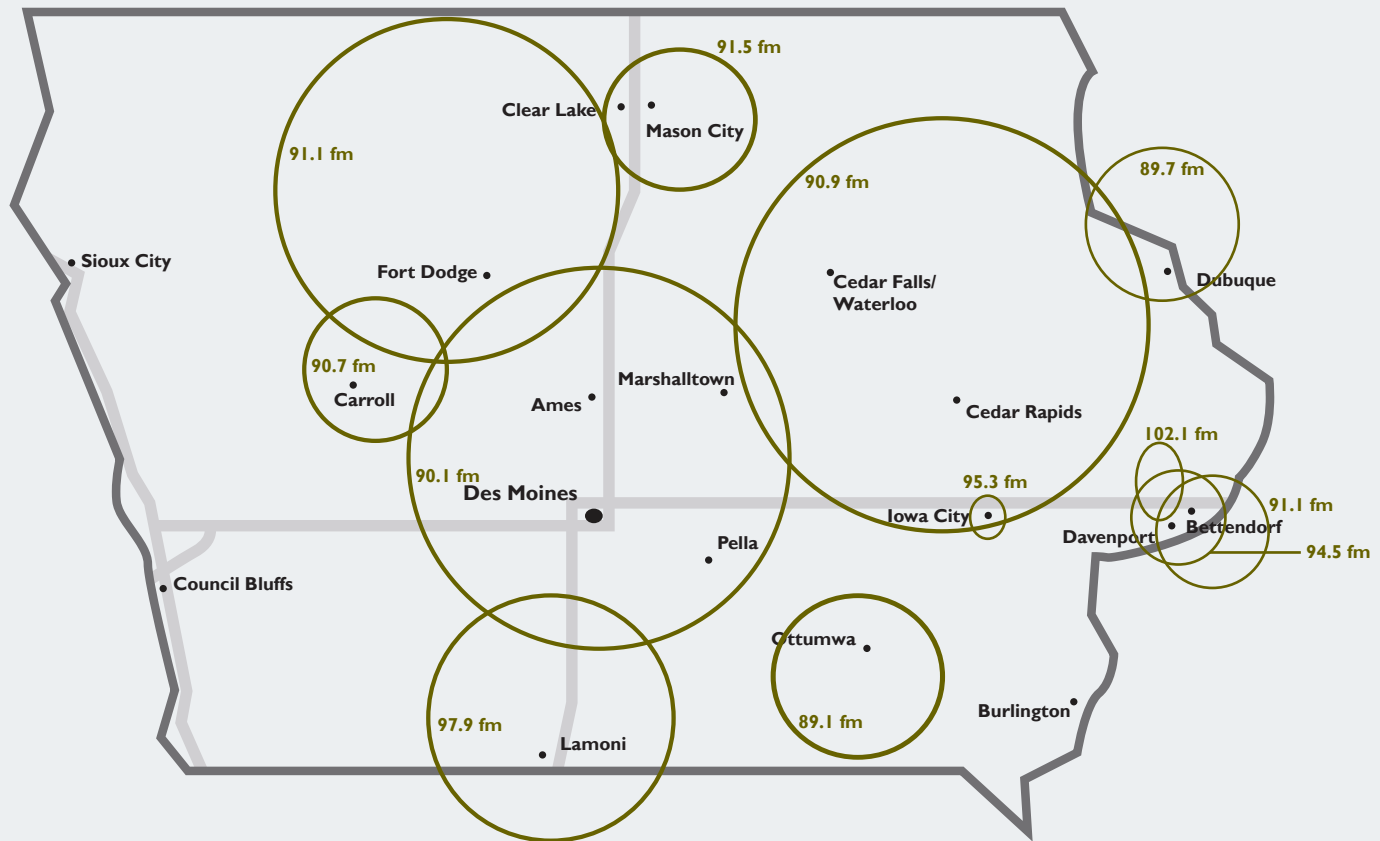 91.5 fm
Clear Lake
Mason City
91.1 fm
90.9 fm
89.7 fm
Sioux City
Fort Dodge
Cedar Falls/
Waterloo
Dubuque
90.7 fm
Carroll
Marshalltown
Ames
Cedar Rapids
102.1 fm
90.1 fm
Des Moines
95.3 fm
Iowa City
91.1 fm
Bettendorf
Davenport
94.5 fm
Pella
Council Bluffs
Ottumwa
89.1 fm
Burlington
97.9 fm
Lamoni